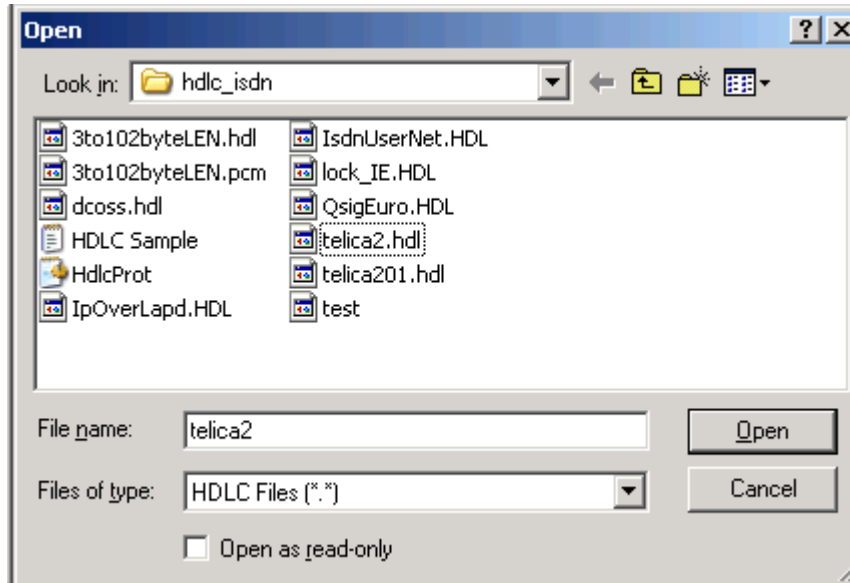 Open
Look in: hdlc_isdn
3to102byteLEN.hdl
3to102byteLEN.pcm
dcoss.hdl
HDLC Sample
HdlcProt
IpOverLapd.HDL
IsdnUserNet.HDL
lock_IE.HDL
QsigEuro.HDL
telica2.hdl
telica201.hdl
test
File name: telica2
Open
Files of type: HDLC Files (*.*)
Cancel
Open as read-only